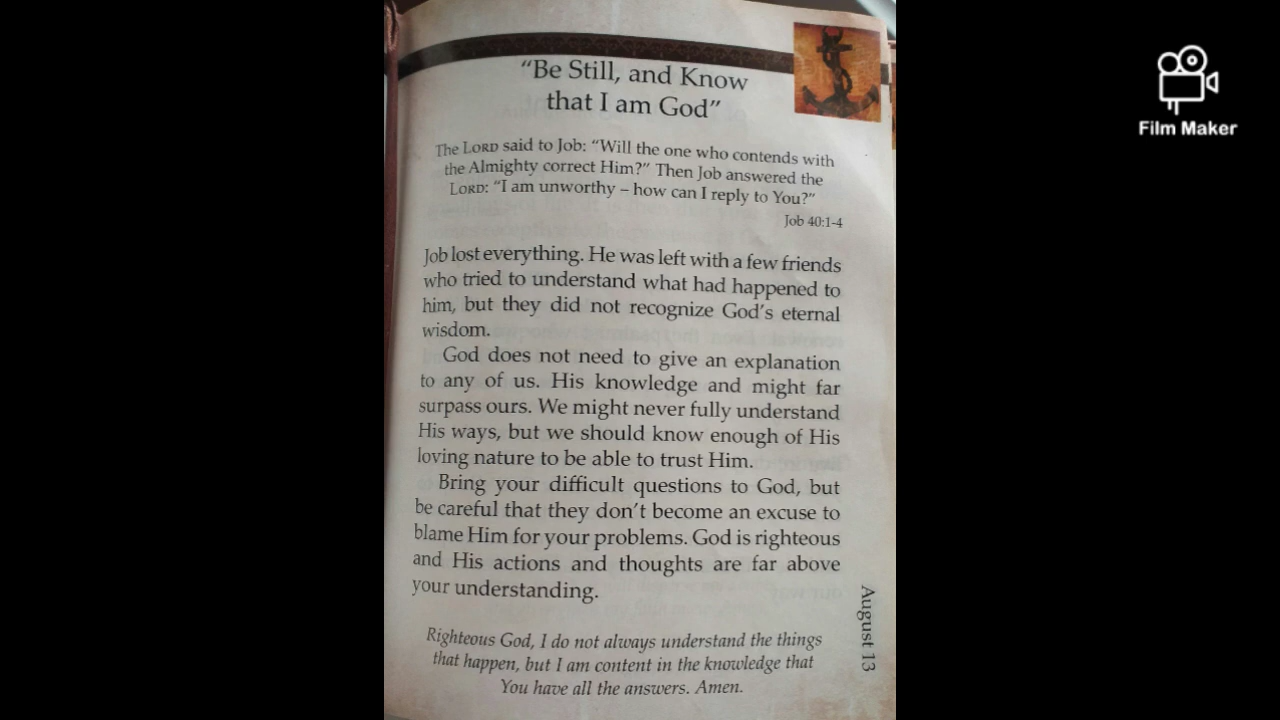 "Be Still, and Know
that I am God"
The LORD said to Job: "Will the one who contends with
the Almighty correct Him?" Then Job answered the
LORD: "I am unworthy – how can I reply to You?"
Job 40:1-4
Job lost everything. He was left with a few friends
who tried to understand what had happened to
him, but they did not recognize God's eternal
wisdom.
God does not need to give an explanation
to any of us. His knowledge and might far
surpass ours. We might never fully understand
His ways, but we should know enough of His
loving nature to be able to trust Him.
Bring your difficult questions to God, but
be careful that they don't become an excuse to
blame Him for your problems. God is righteous
and His actions and thoughts are far above
your understanding.
Righteous God, I do not always understand the things
that happen, but I am content in the knowledge that
You have all the answers. Amen.
August 13
Film Maker